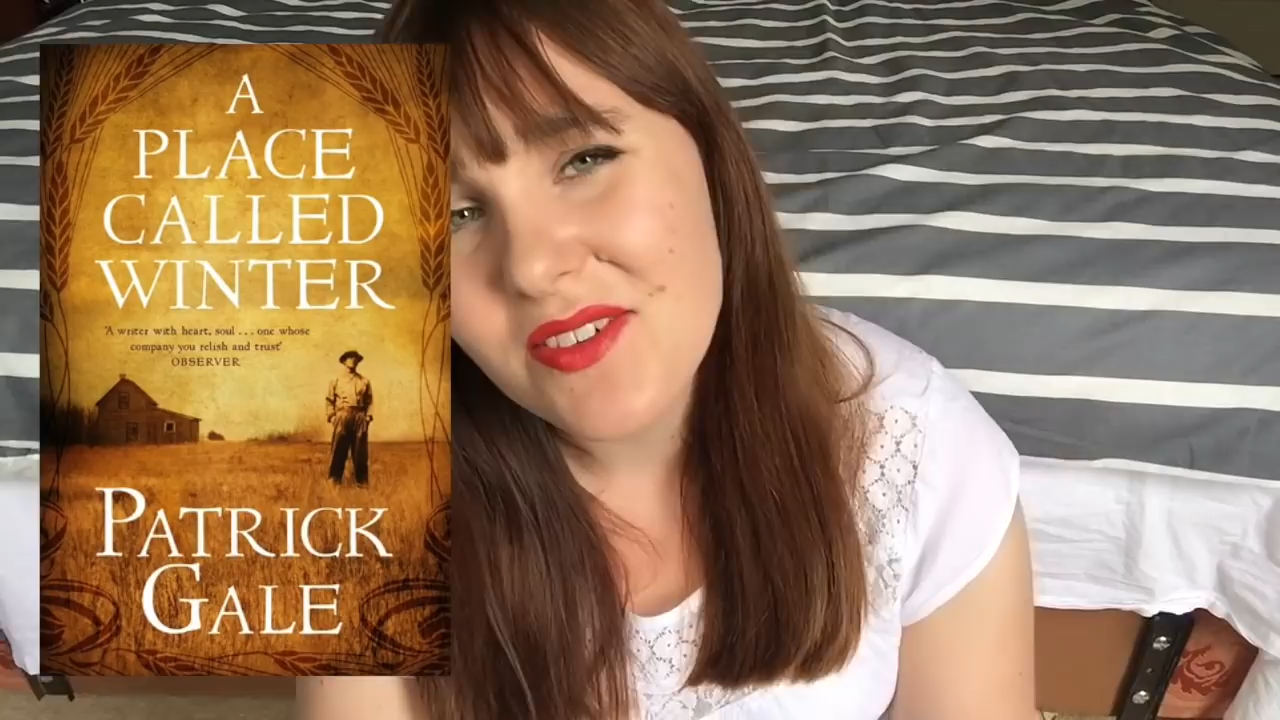 A
PLACE
CALLED
WINTER
'A writer with heart, soul . . . one whose
company you relish and trust'
OBSERVER
PATRICK
GALE